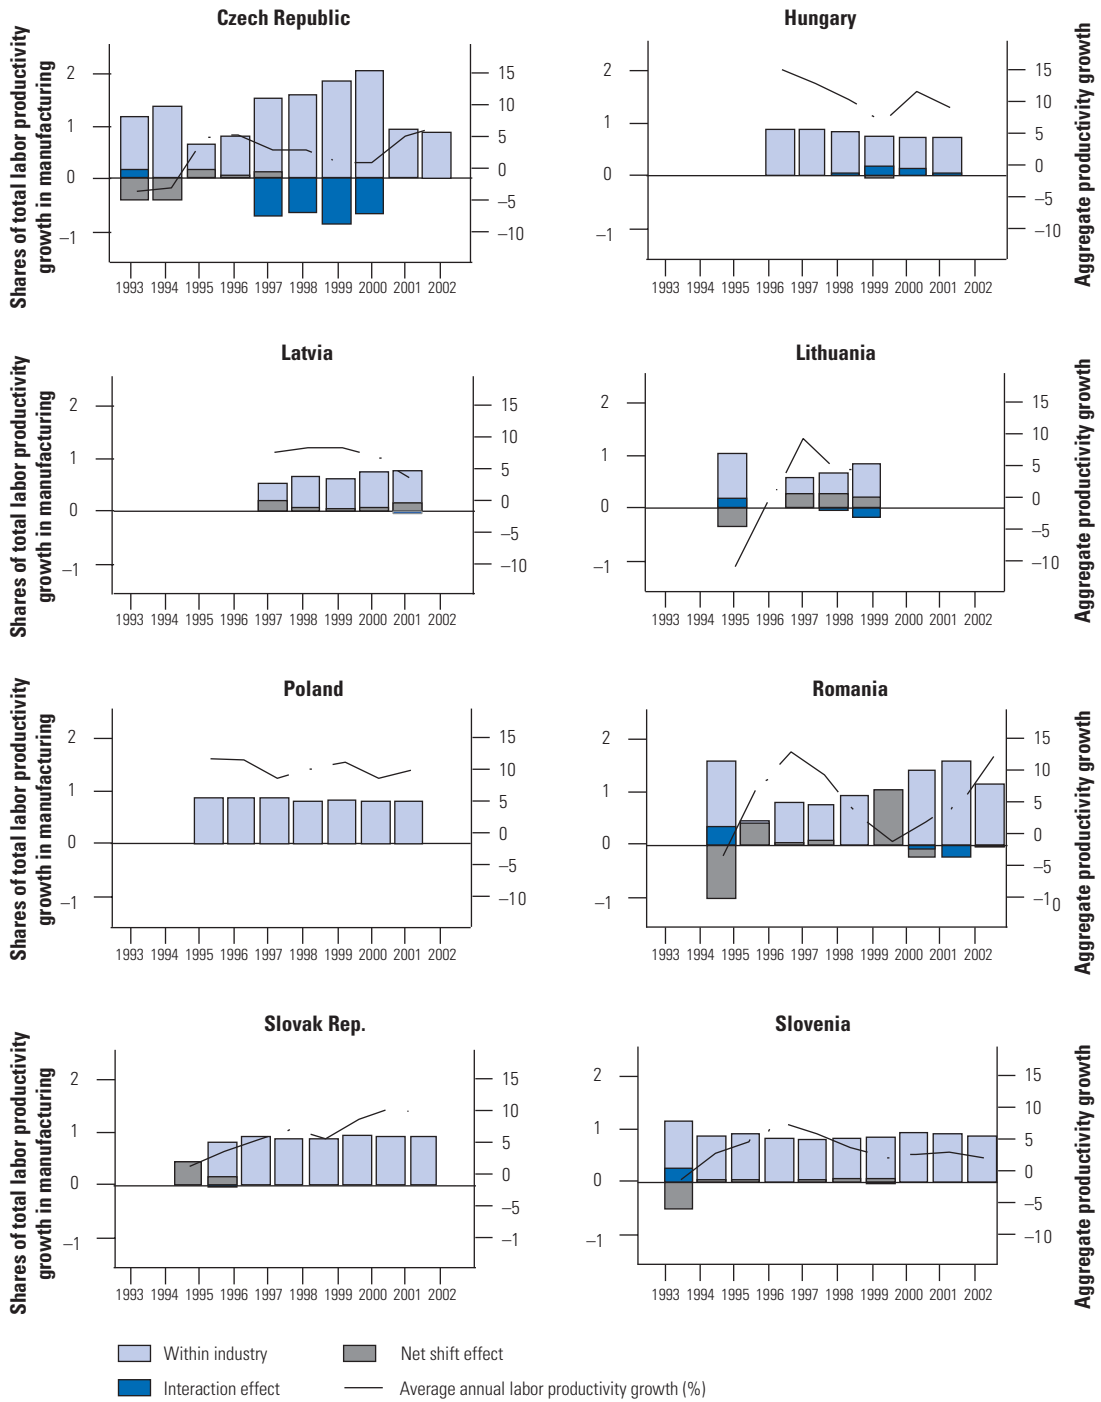 Czech Republic
Hungary
Shares of total labor productivity
growth in manufacturing
2
1
0
–1
15
10
5
0
–5
–10
1993 1994 1995 1996 1997 1998 1999 2000 2001 2002
2
1
0
–1
15
10
5
0
–5
–10
1993 1994 1995 1996 1997 1998 1999 2000 2001 2002
Aggregate productivity growth
Latvia
Lithuania
Shares of total labor productivity
growth in manufacturing
2
1
0
–1
15
10
5
0
–5
–10
1993 1994 1995 1996 1997 1998 1999 2000 2001 2002
2
1
0
–1
15
10
5
0
–5
–10
1993 1994 1995 1996 1997 1998 1999 2000 2001 2002
Aggregate productivity growth
Poland
Romania
Shares of total labor productivity
growth in manufacturing
2
1
0
–1
15
10
5
0
–5
–10
1993 1994 1995 1996 1997 1998 1999 2000 2001 2002
2
1
0
–1
15
10
5
0
–5
–10
1993 1994 1995 1996 1997 1998 1999 2000 2001 2002
Aggregate productivity growth
Slovak Rep.
Slovenia
Shares of total labor productivity
growth in manufacturing
2
1
0
–1
15
10
5
0
–5
–1
1993 1994 1995 1996 1997 1998 1999 2000 2001 2002
2
1
0
–1
15
10
5
0
–5
–10
1993 1994 1995 1996 1997 1998 1999 2000 2001 2002
Aggregate productivity growth
Within industry
Net shift effect
Interaction effect
Average annual labor productivity growth (%)